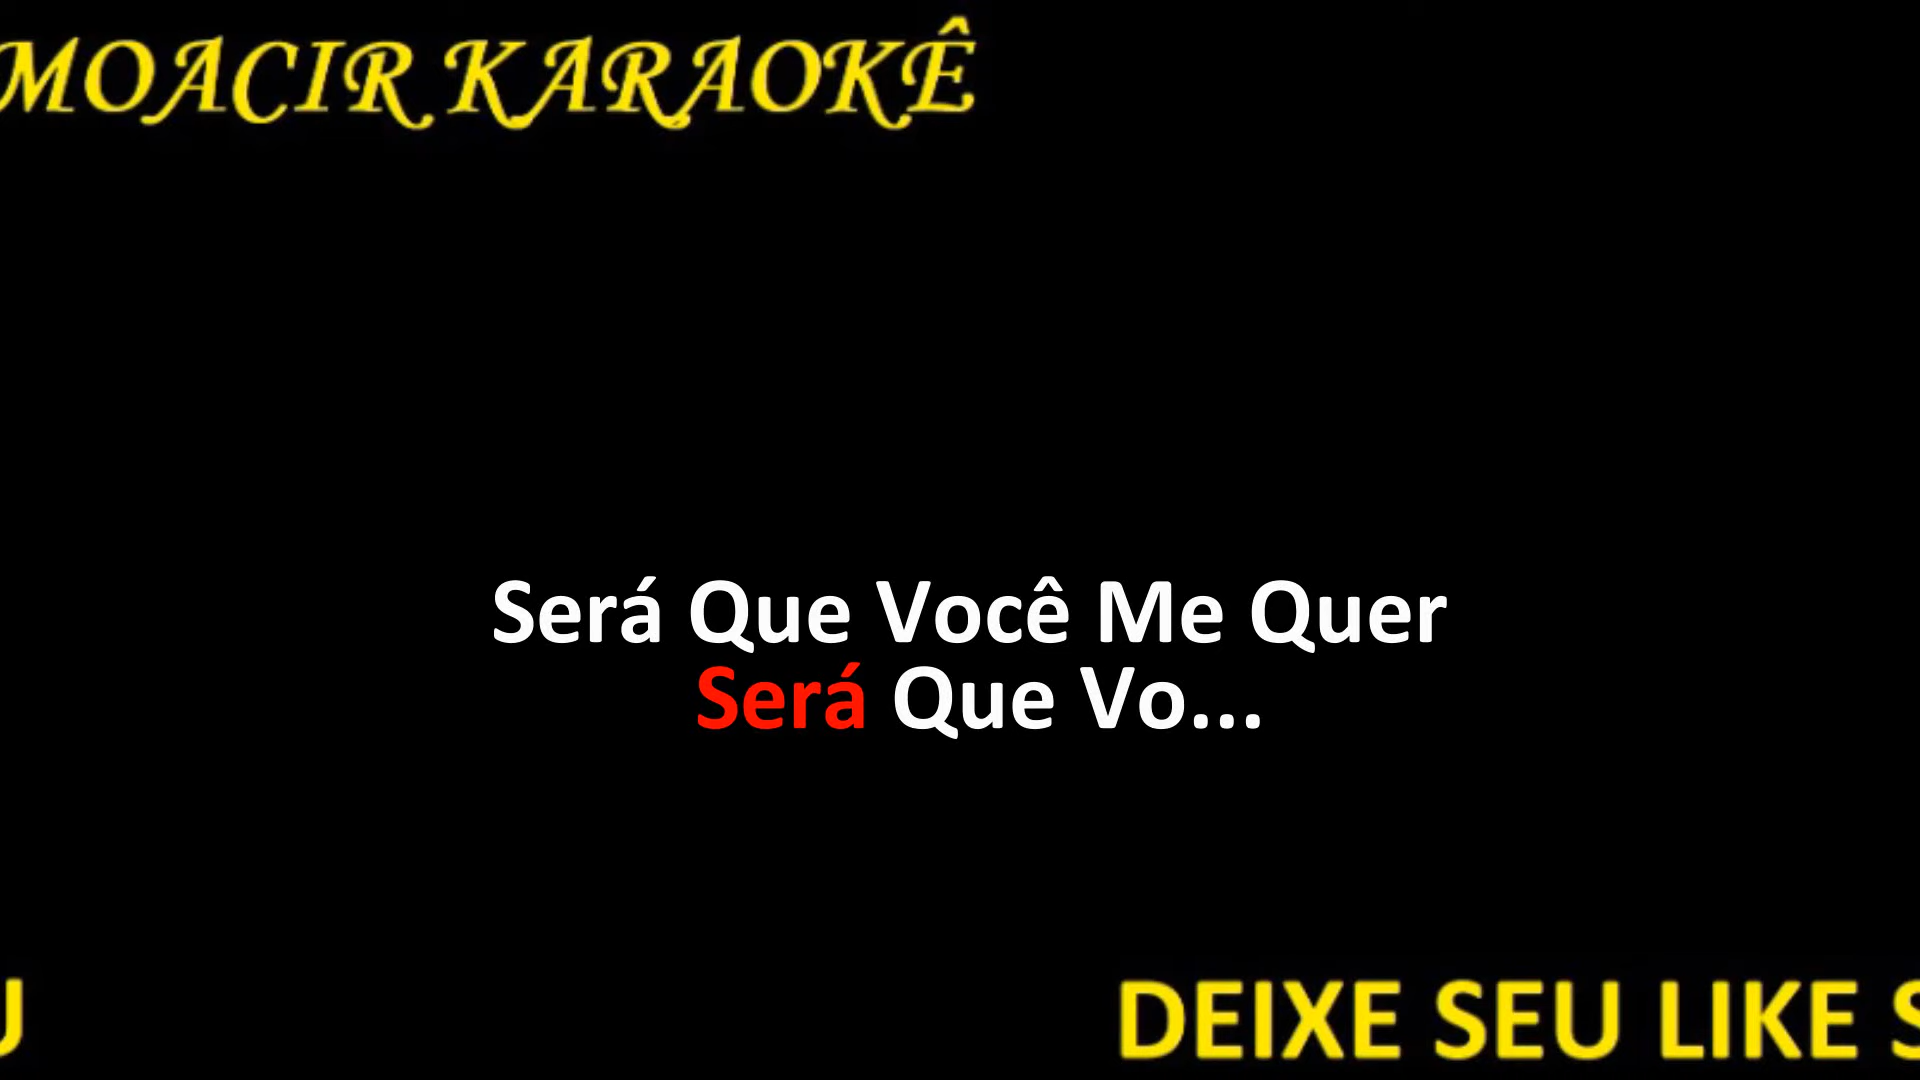 MOACIR KARAOKÊ
Será Que Você Me Quer
Será Que Vo...
U DEIXE SEU LIKE S